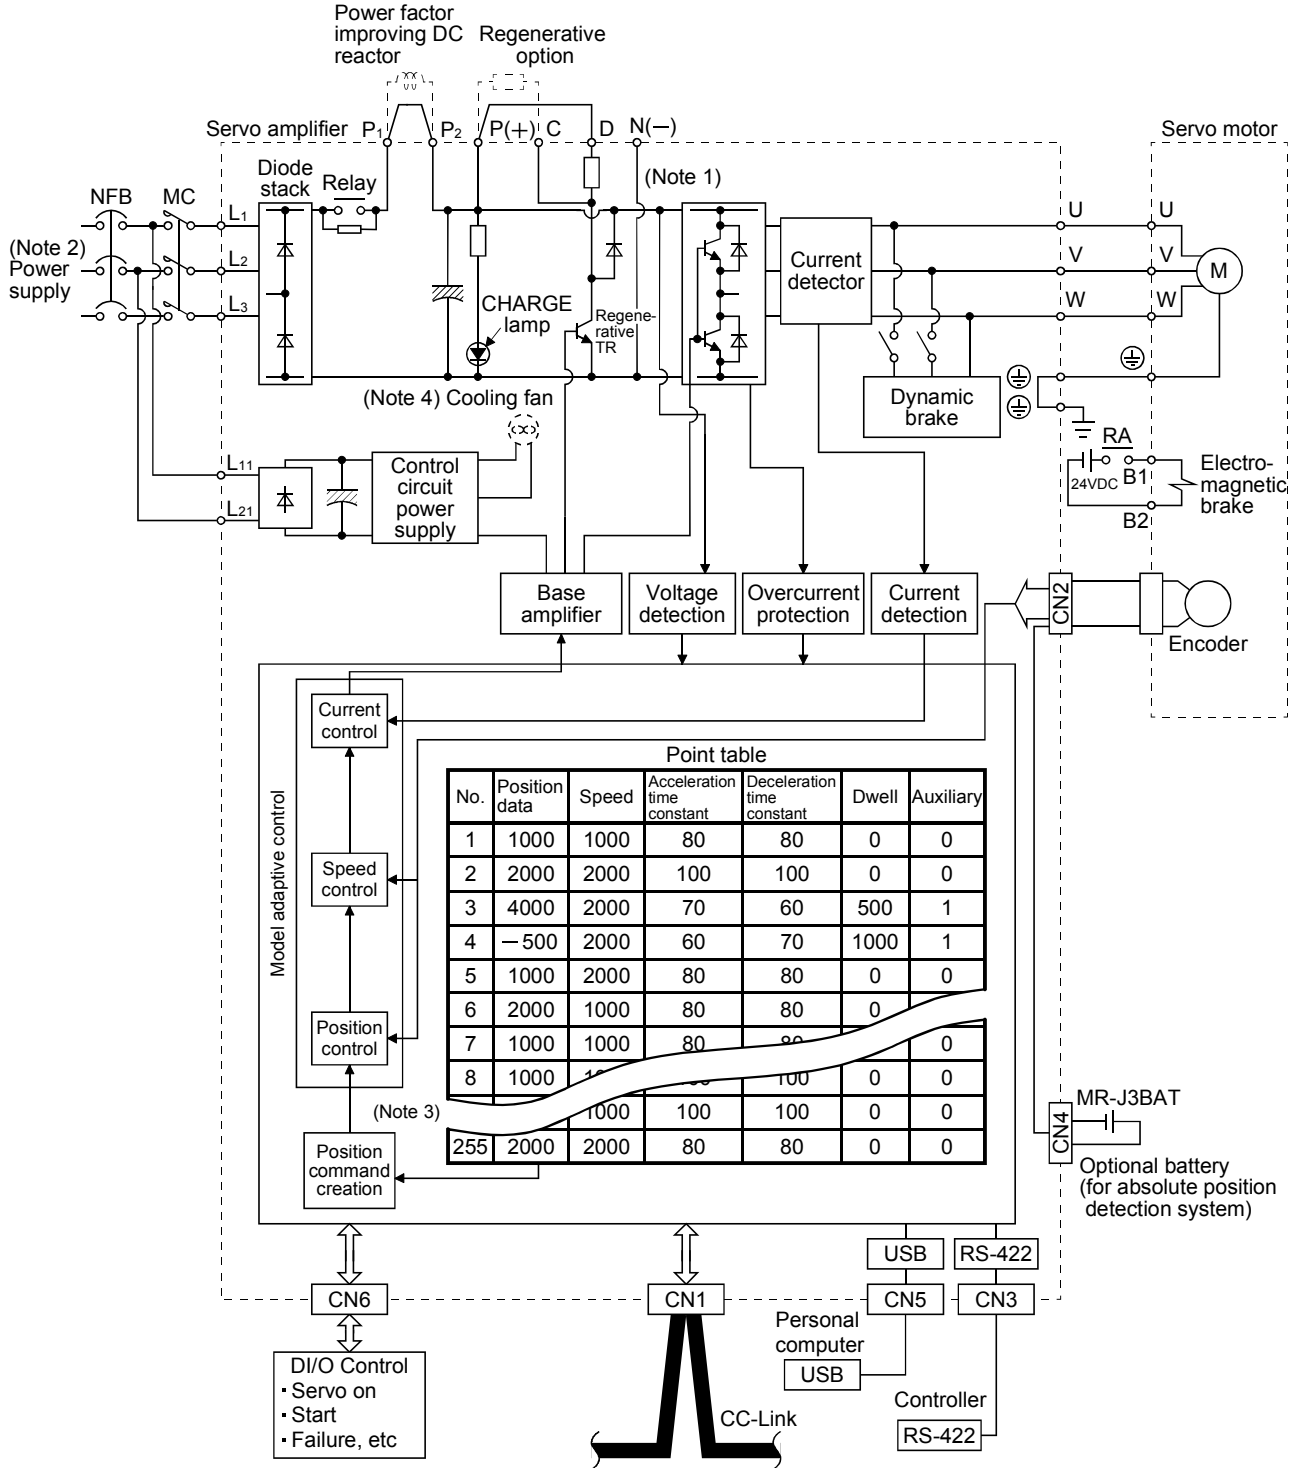 Power factor
improving DC
reactor
Regenerative
option
Servo amplifier P1 P2 P(+) C D N(−)
Servo motor
Diode
stack
Relay
(Note 1)
NFB MC
L1
L2
L3
(Note 2)
Power
supply
CHARGE
lamp
Regene-
rative
TR
Current
detector
U U
V V
W W
M
Dynamic
brake
(Note 4) Cooling fan
RA
24VDC B1
B2
Electro-
magnetic
brake
L11
L21
Control
circuit
power
supply
Base
amplifier
Voltage
detection
Overcurrent
protection
Current
detection
CN2
Encoder
Current
control
Speed
control
Position
control
Model adaptive control
Point table
No. Position data Speed Acceleration time constant Deceleration time constant Dwell Auxiliary
1 1000 1000 80 80 0 0
2 2000 2000 100 100 0 0
3 4000 2000 70 60 500 1
4 −500 2000 60 70 1000 1
5 1000 2000 80 80 0 0
6 2000 1000 80 80 0
7 1000 1000 80 80 0
8 1000 100 0 0
(Note 3)
1000 100 100 0 0
255 2000 2000 80 80 0 0
Position
command
creation
MR-J3BAT
CN4
Optional battery
(for absolute position
detection system)
USB RS-422
CN6 CN1 CN5 CN3
DI/O Control
· Servo on
· Start
· Failure, etc
Personal
computer
USB
CC-Link
Controller
RS-422